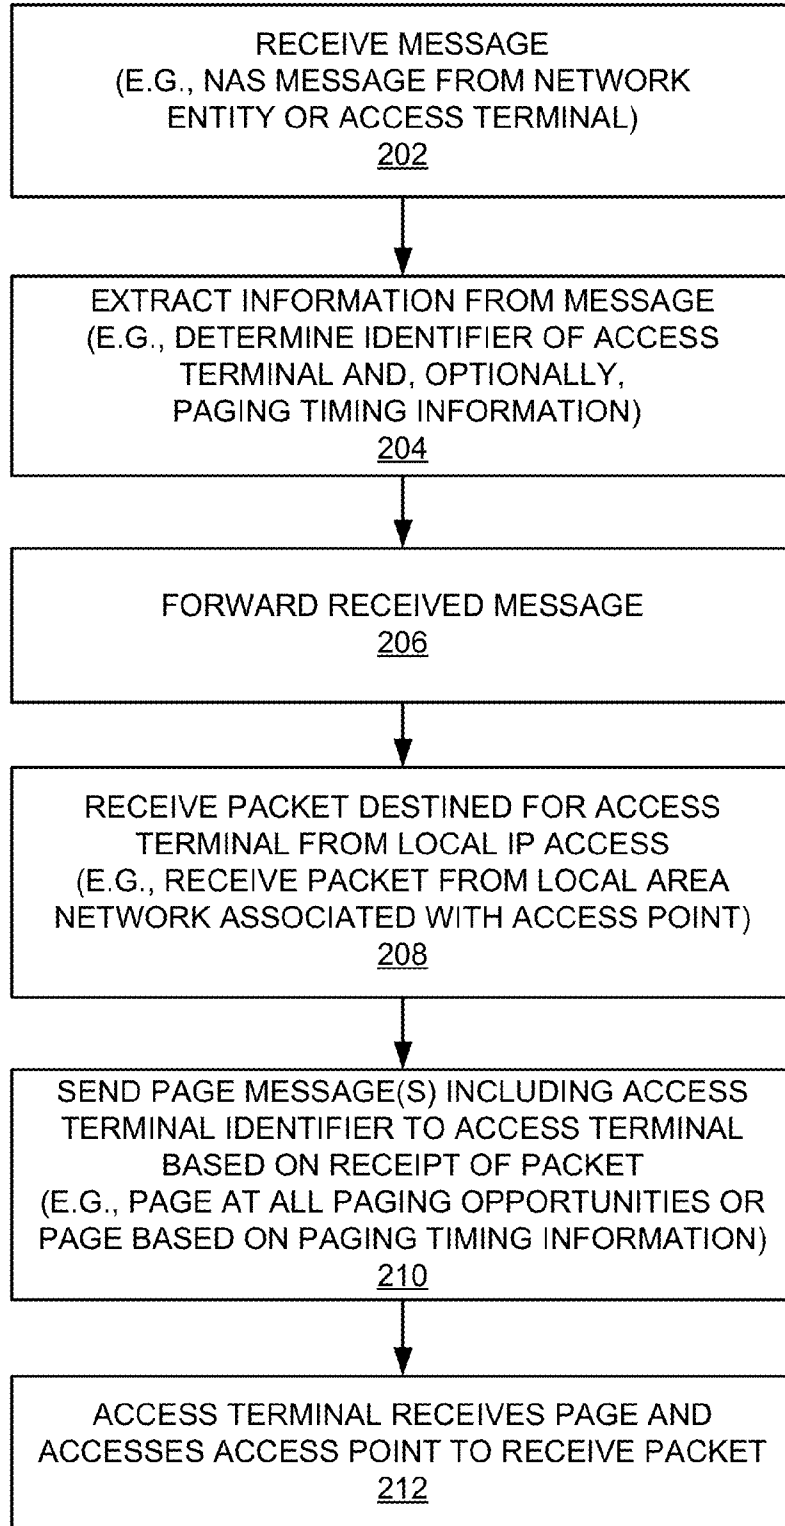 RECEIVE MESSAGE
(E.G., NAS MESSAGE FROM NETWORK
ENTITY OR ACCESS TERMINAL)
202
EXTRACT INFORMATION FROM MESSAGE
(E.G., DETERMINE IDENTIFIER OF ACCESS
TERMINAL AND, OPTIONALLY,
PAGING TIMING INFORMATION)
204
FORWARD RECEIVED MESSAGE
206
RECEIVE PACKET DESTINED FOR ACCESS
TERMINAL FROM LOCAL IP ACCESS
(E.G., RECEIVE PACKET FROM LOCAL AREA
NETWORK ASSOCIATED WITH ACCESS POINT)
208
SEND PAGE MESSAGE(S) INCLUDING ACCESS
TERMINAL IDENTIFIER TO ACCESS TERMINAL
BASED ON RECEIPT OF PACKET
(E.G., PAGE AT ALL PAGING OPPORTUNITIES OR
PAGE BASED ON PAGING TIMING INFORMATION)
210
ACCESS TERMINAL RECEIVES PAGE AND
ACCESSES ACCESS POINT TO RECEIVE PACKET
212